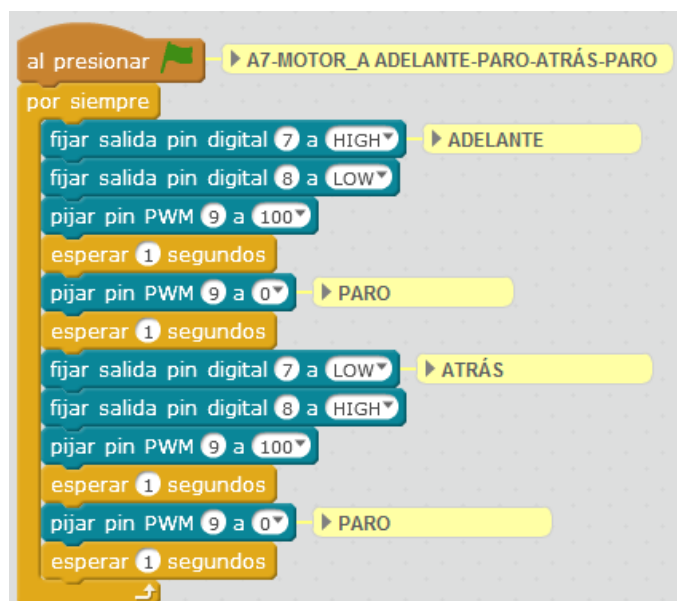 al presionar A7-MOTOR_A ADELANTE-PARO-ATRÁS-PARO
por siempre
fijar salida pin digital 7 a HIGH ADELANTE
fijar salida pin digital 8 a LOW
pijar pin PWM 9 a 100
esperar 1 segundos
pijar pin PWM 9 a 0 PARO
esperar 1 segundos
fijar salida pin digital 7 a LOW ATRÁS
fijar salida pin digital 8 a HIGH
pijar pin PWM 9 a 100
esperar 1 segundos
pijar pin PWM 9 a 0 PARO
esperar 1 segundos